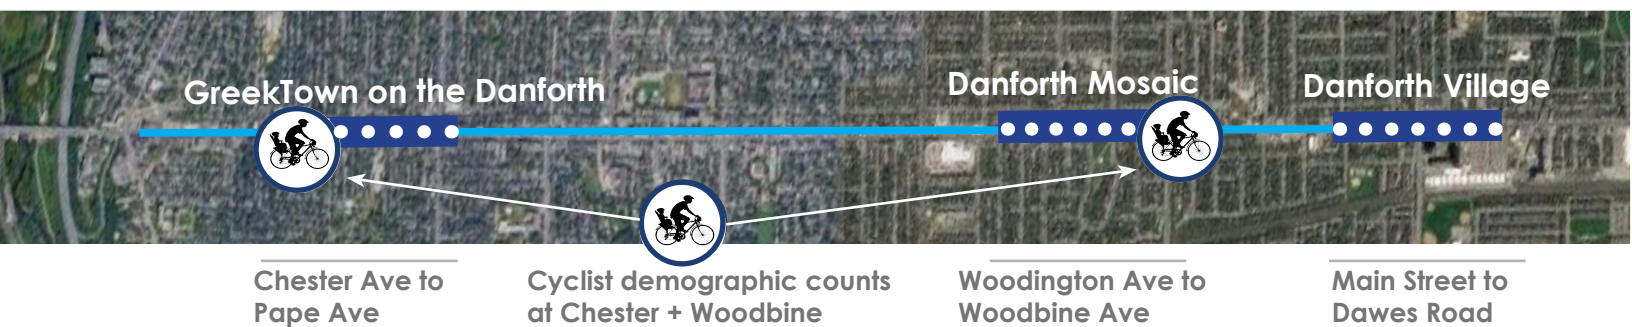 GreekTown on the Danforth
Danforth Mosaic
Danforth Village
Chester Ave to
Pape Ave
Cyclist demographic counts
at Chester + Woodbine
Woodington Ave to
Woodbine Ave
Main Street to
Dawes Road